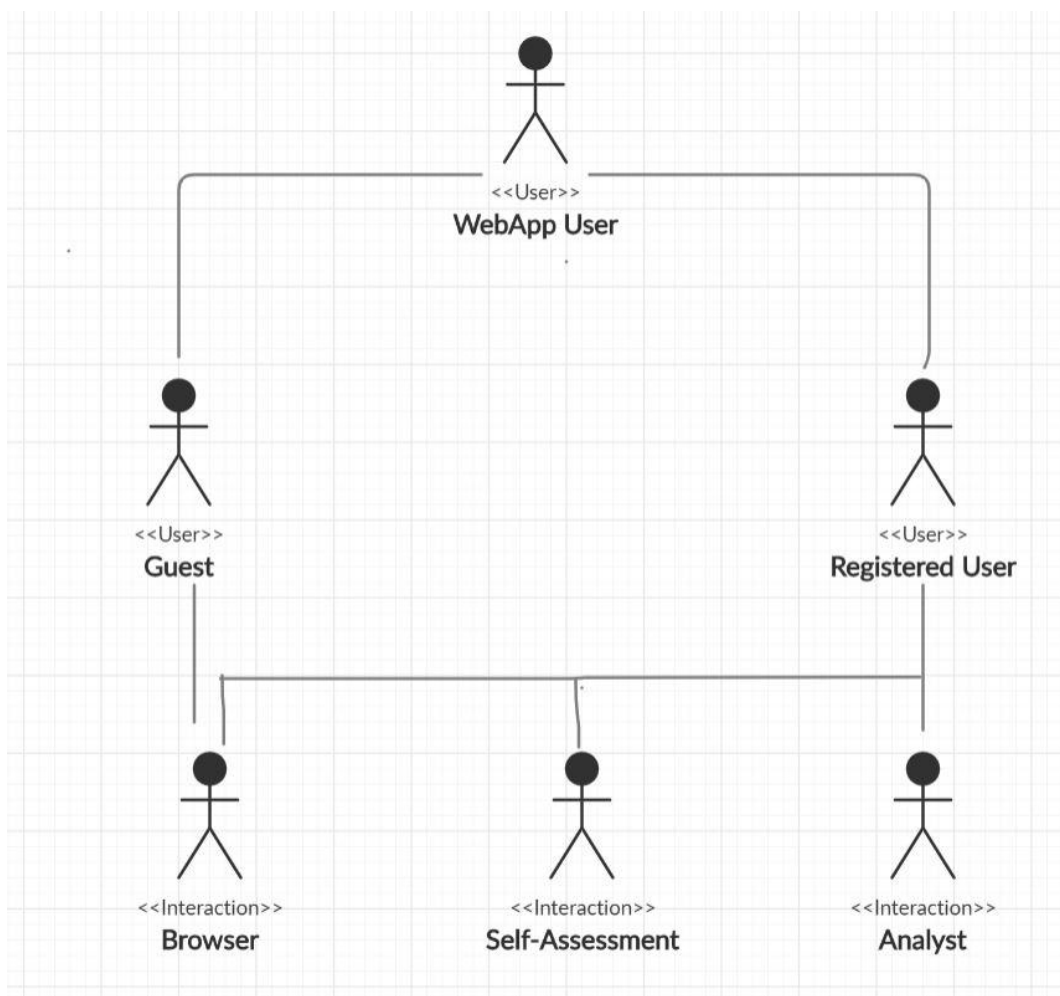 <<User>>
WebApp User
<<User>>
Guest
<<User>>
Registered User
<<Interaction>>
Browser
<<Interaction>>
Self-Assessment
<<Interaction>>
Analyst